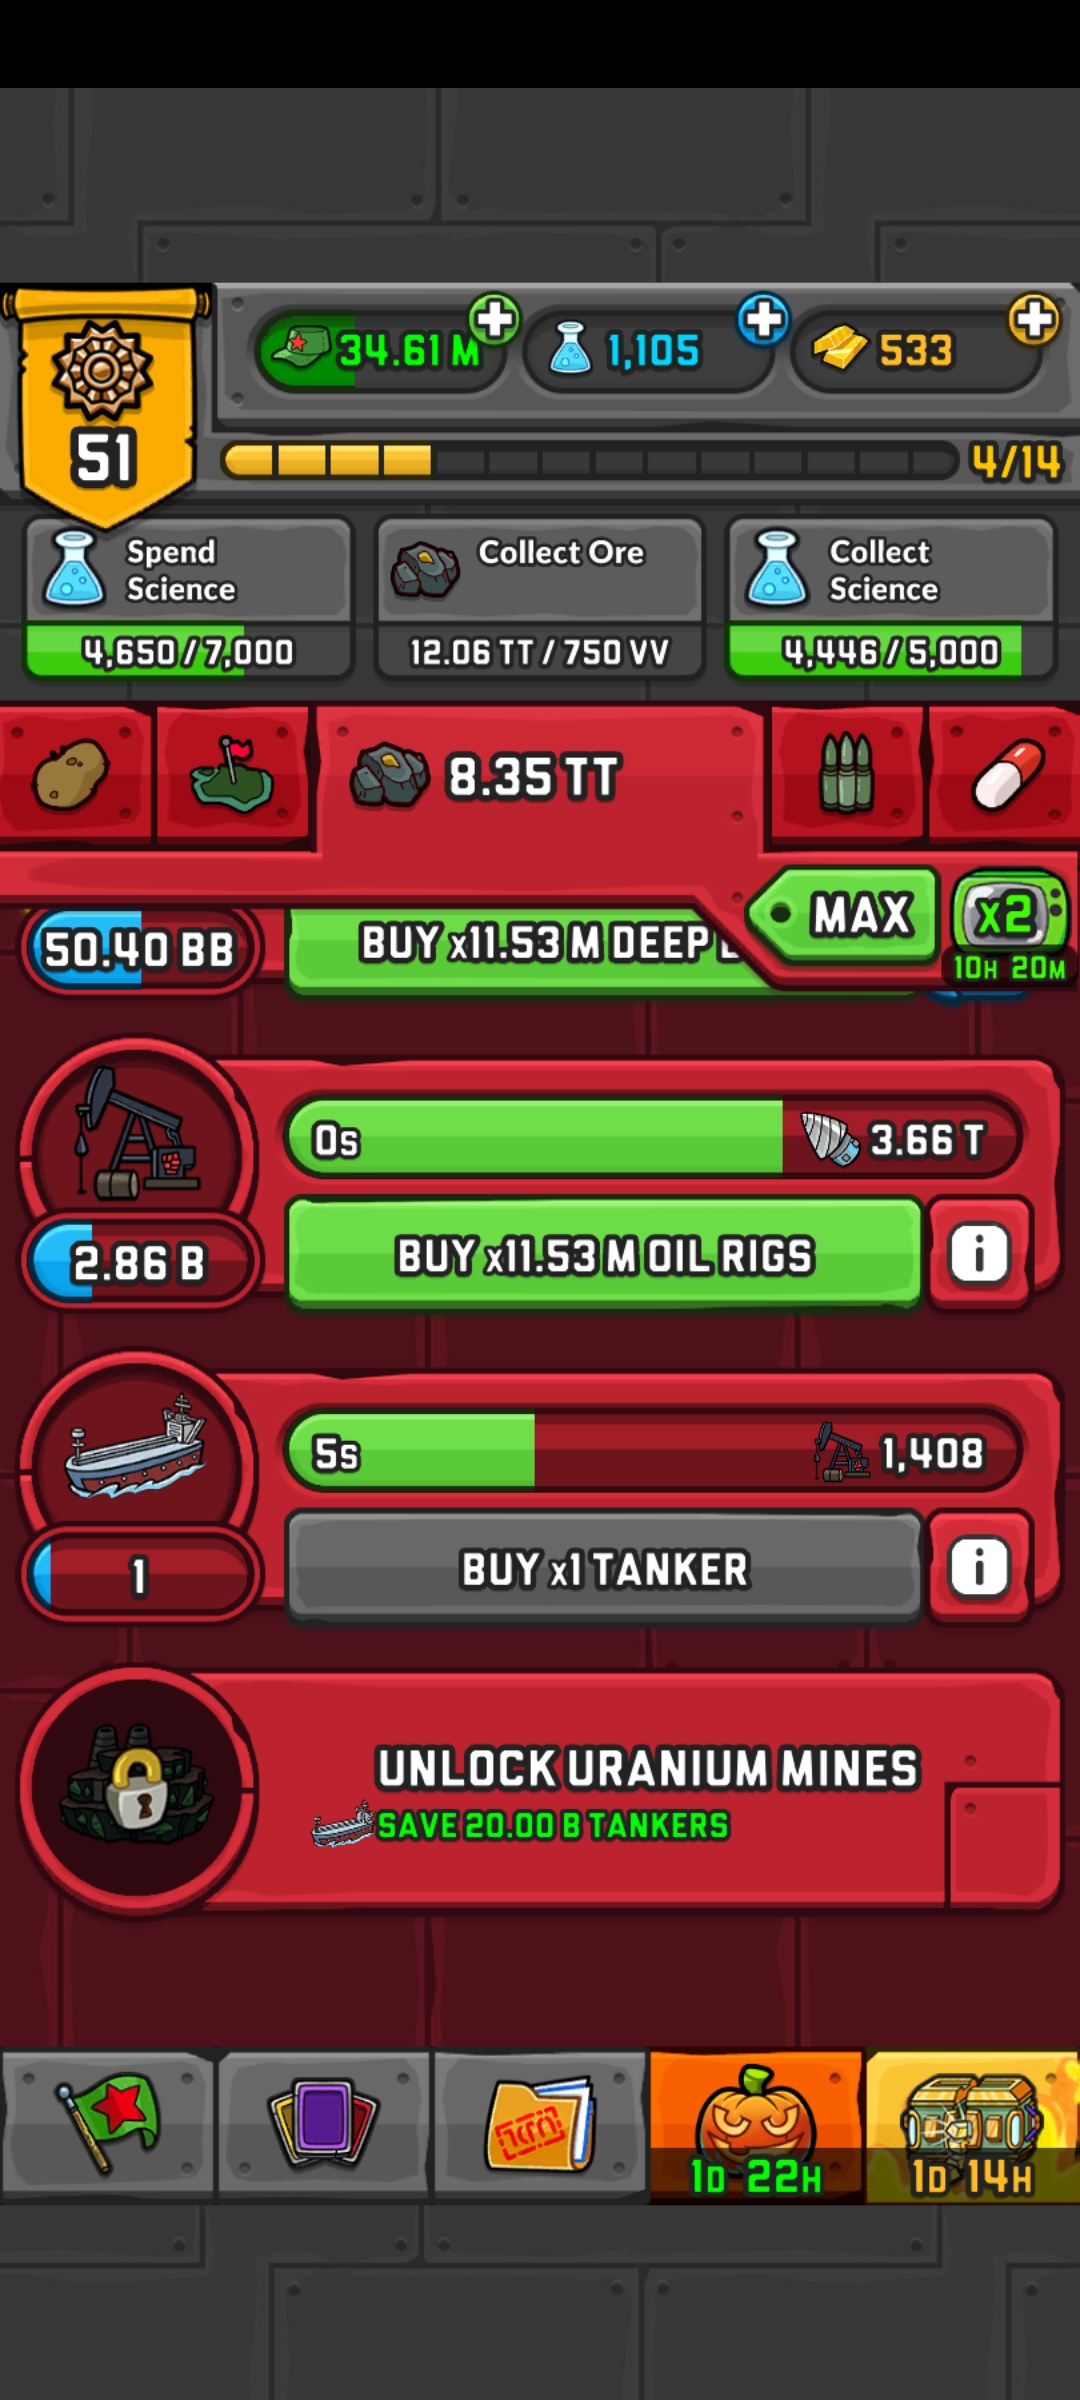 34.61 M
1,105
533
51
4/14
Spend
Science
4,650/7,000
Collect Ore
12.06 TT / 750 VV
Collect
Science
4,446/5,000
8.35 TT
MAX
x2
10H 20M
50.40 BB
BUY x11.53 M DEEP
0s
3.66 T
2.86 B
BUY x11.53 M OIL RIGS
i
5s
1,408
1
BUY x1 TANKER
i
UNLOCK URANIUM MINES
SAVE 20.00 B TANKERS
1D 22H
1D 14H